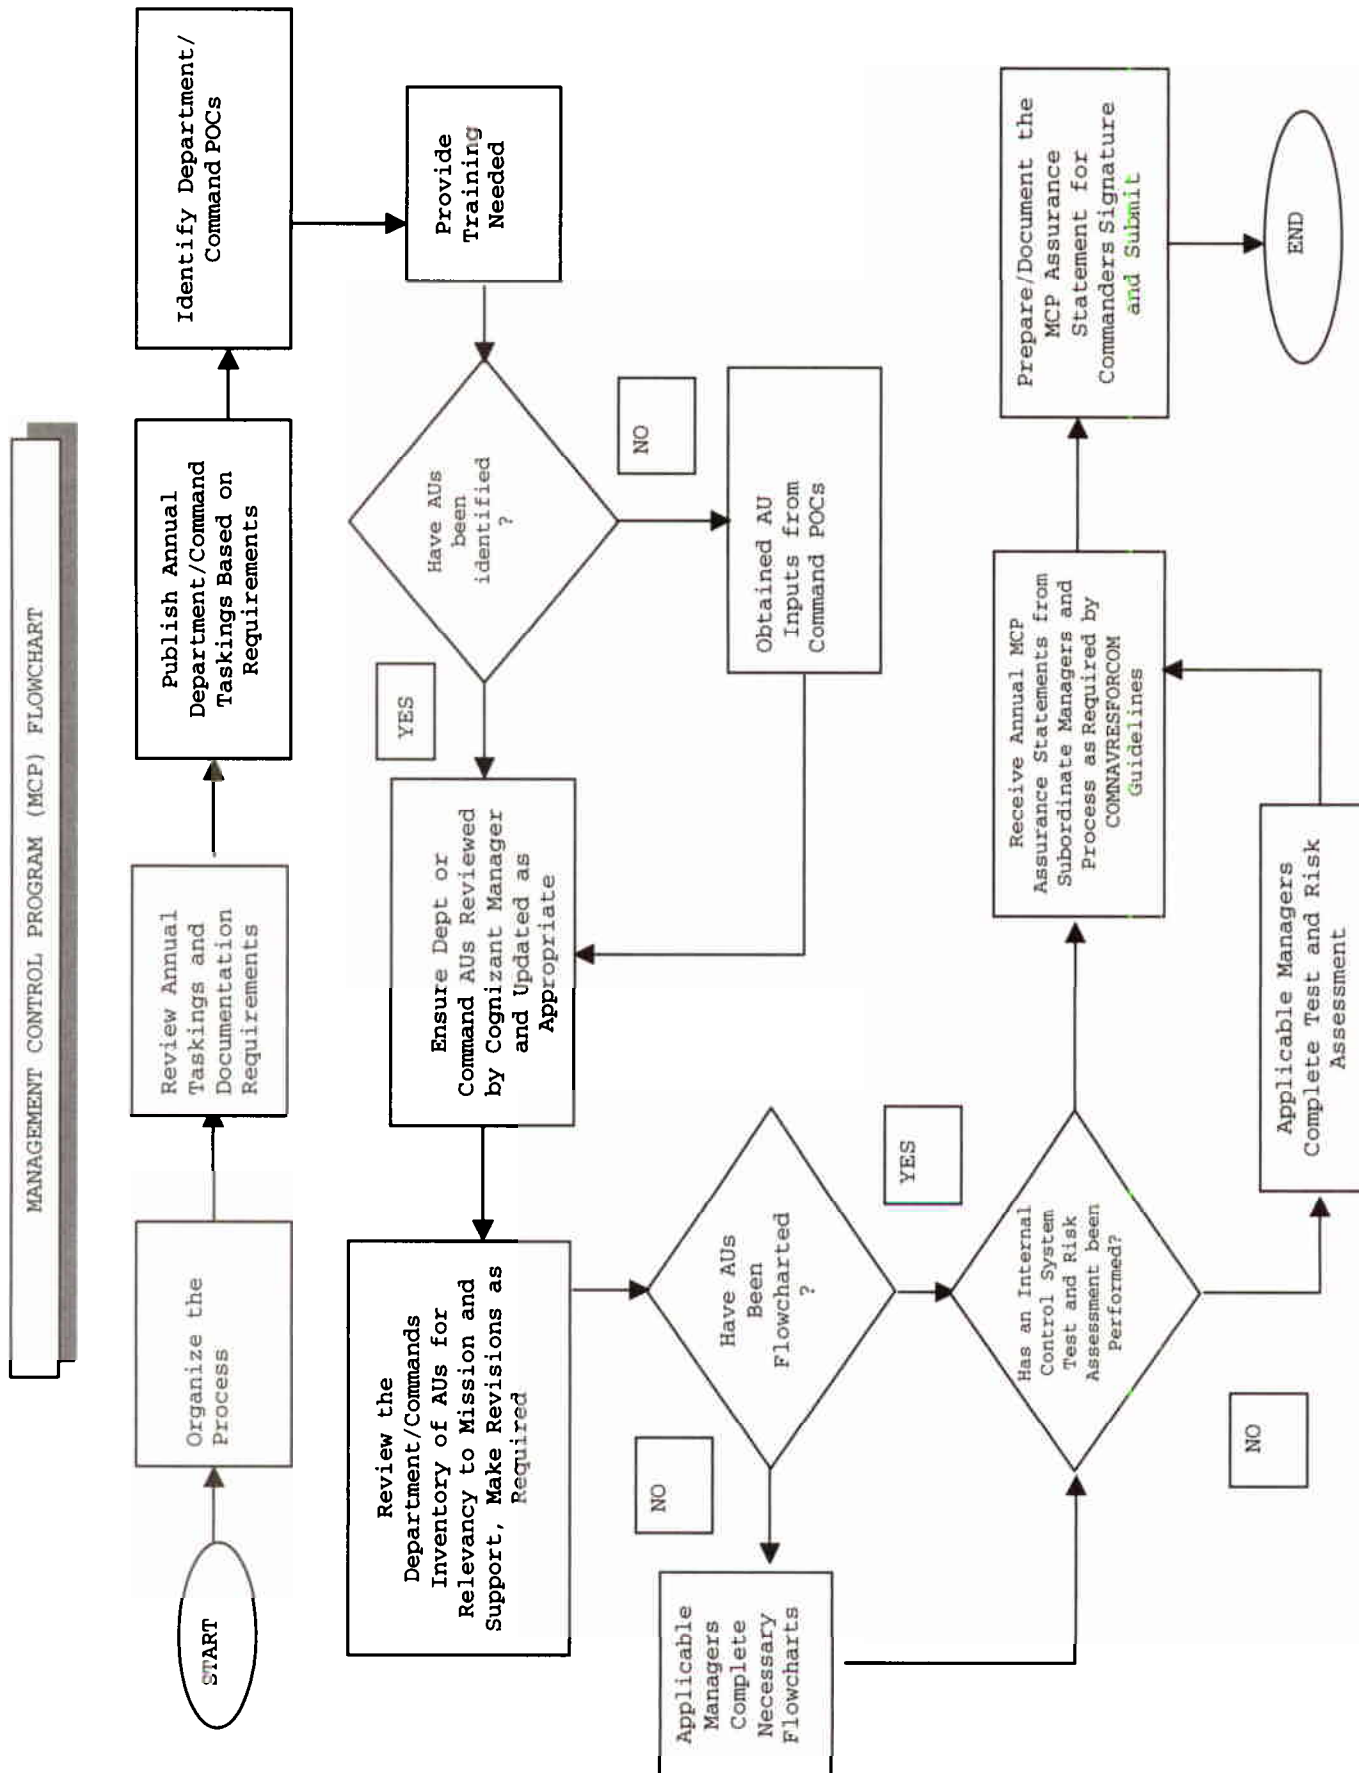 MANAGEMENT CONTROL PROGRAM (MCP) FLOWCHART
START
Organize the
Process
Review Annual
Taskings and
Documentation
Requirements
Publish Annual
Department/Command
Taskings Based on
Requirements
Identify Department/
Command POCs
Provide
Training
Needed
Have AUs
been
identified
?
YES
NO
Obtained AU
Inputs from
Command POCs
Ensure Dept or
Command AUs Reviewed
by Cognizant Manager
and Updated as
Appropriate
Review the
Department/Commands
Inventory of AUs for
Relevancy to Mission and
Support, Make Revisions as
Required
Have AUs
Been
Flowcharted
?
NO
YES
Applicable
Managers
Complete
Necessary
Flowcharts
Has an Internal
Control System
Test and Risk
Assessment been
Performed?
NO
Applicable Managers
Complete Test and Risk
Assessment
Receive Annual MCP
Assurance Statements from
Subordinate Managers and
Process as Required by
COMNAVRESFORCOM
Guidelines
Prepare/Document the
MCP Assurance
Statement for
Commanders Signature
and Submit
END